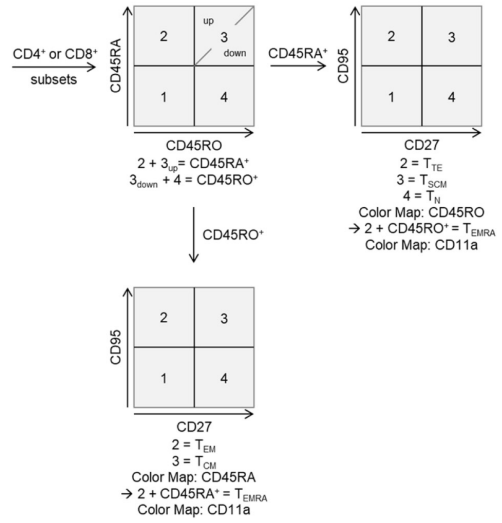 CD4⁺ or CD8⁺
subsets
CD45RA
2
up
3
down
1
4
CD45RO
2 + 3up= CD45RA⁺
3down + 4 = CD45RO⁺
CD45RA⁺
CD95
2
3
1
4
CD27
2 = TTE
3 = TSCM
4 = TN
Color Map: CD45RO
→ 2 + CD45RO⁺ = TEMRA
Color Map: CD11a
CD45RO⁺
CD95
2
3
1
4
CD27
2 = TEM
3 = TCM
Color Map: CD45RA
→ 2 + CD45RA⁺ = TEMRA
Color Map: CD11a